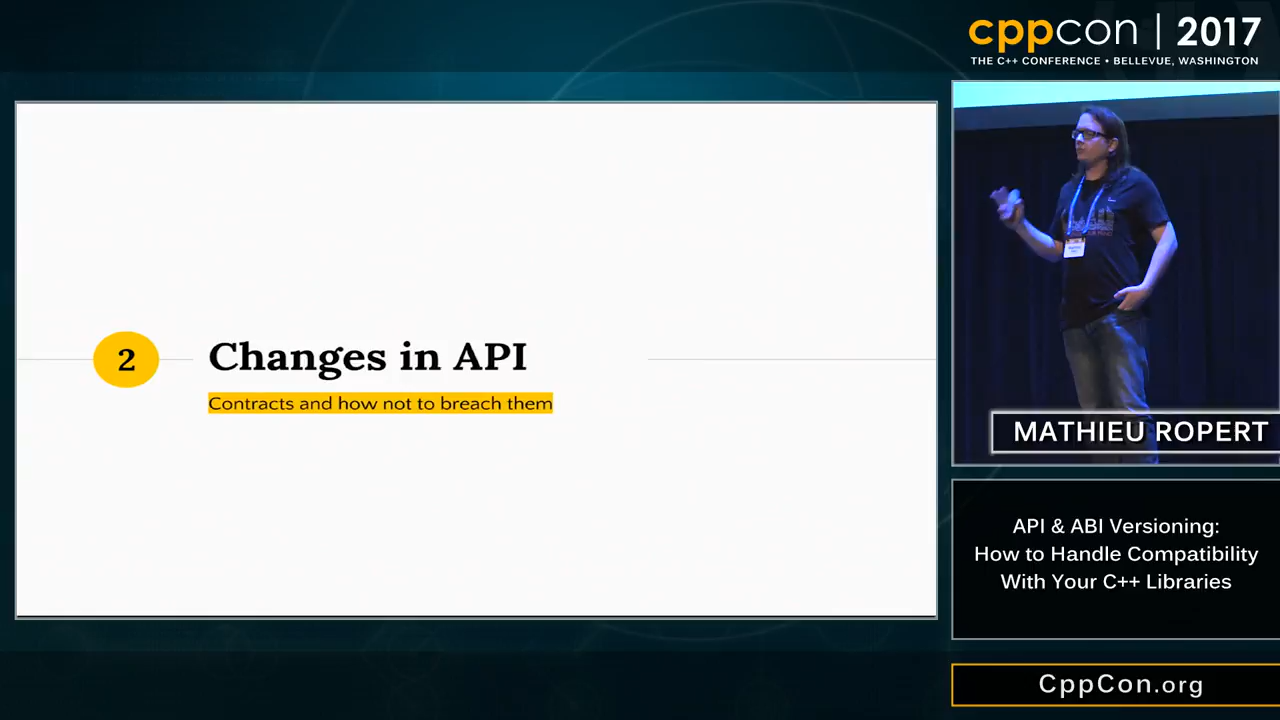 cppcon | 2017
THE C++ CONFERENCE • BELLEVUE, WASHINGTON
2
Changes in API
Contracts and how not to breach them
MATHIEU ROPERT
API & ABI Versioning:
How to Handle Compatibility
With Your C++ Libraries
CppCon.org